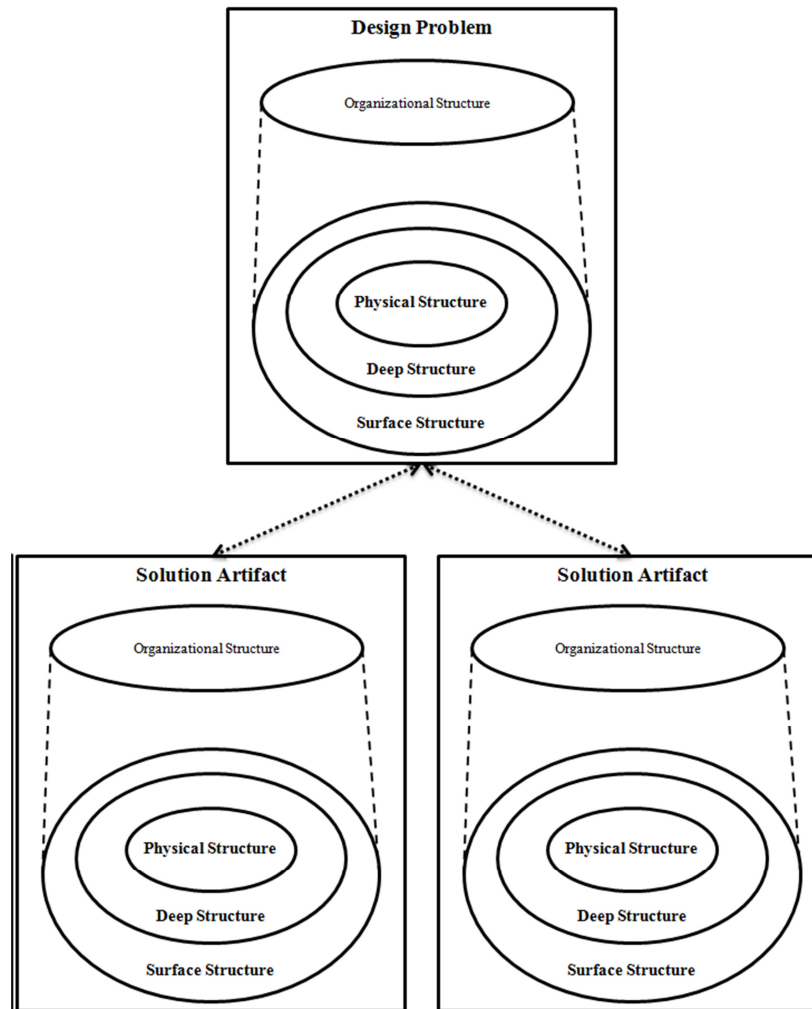 Design Problem
Organizational Structure
Physical Structure
Deep Structure
Surface Structure
Solution Artifact
Organizational Structure
Physical Structure
Deep Structure
Surface Structure
Solution Artifact
Organizational Structure
Physical Structure
Deep Structure
Surface Structure